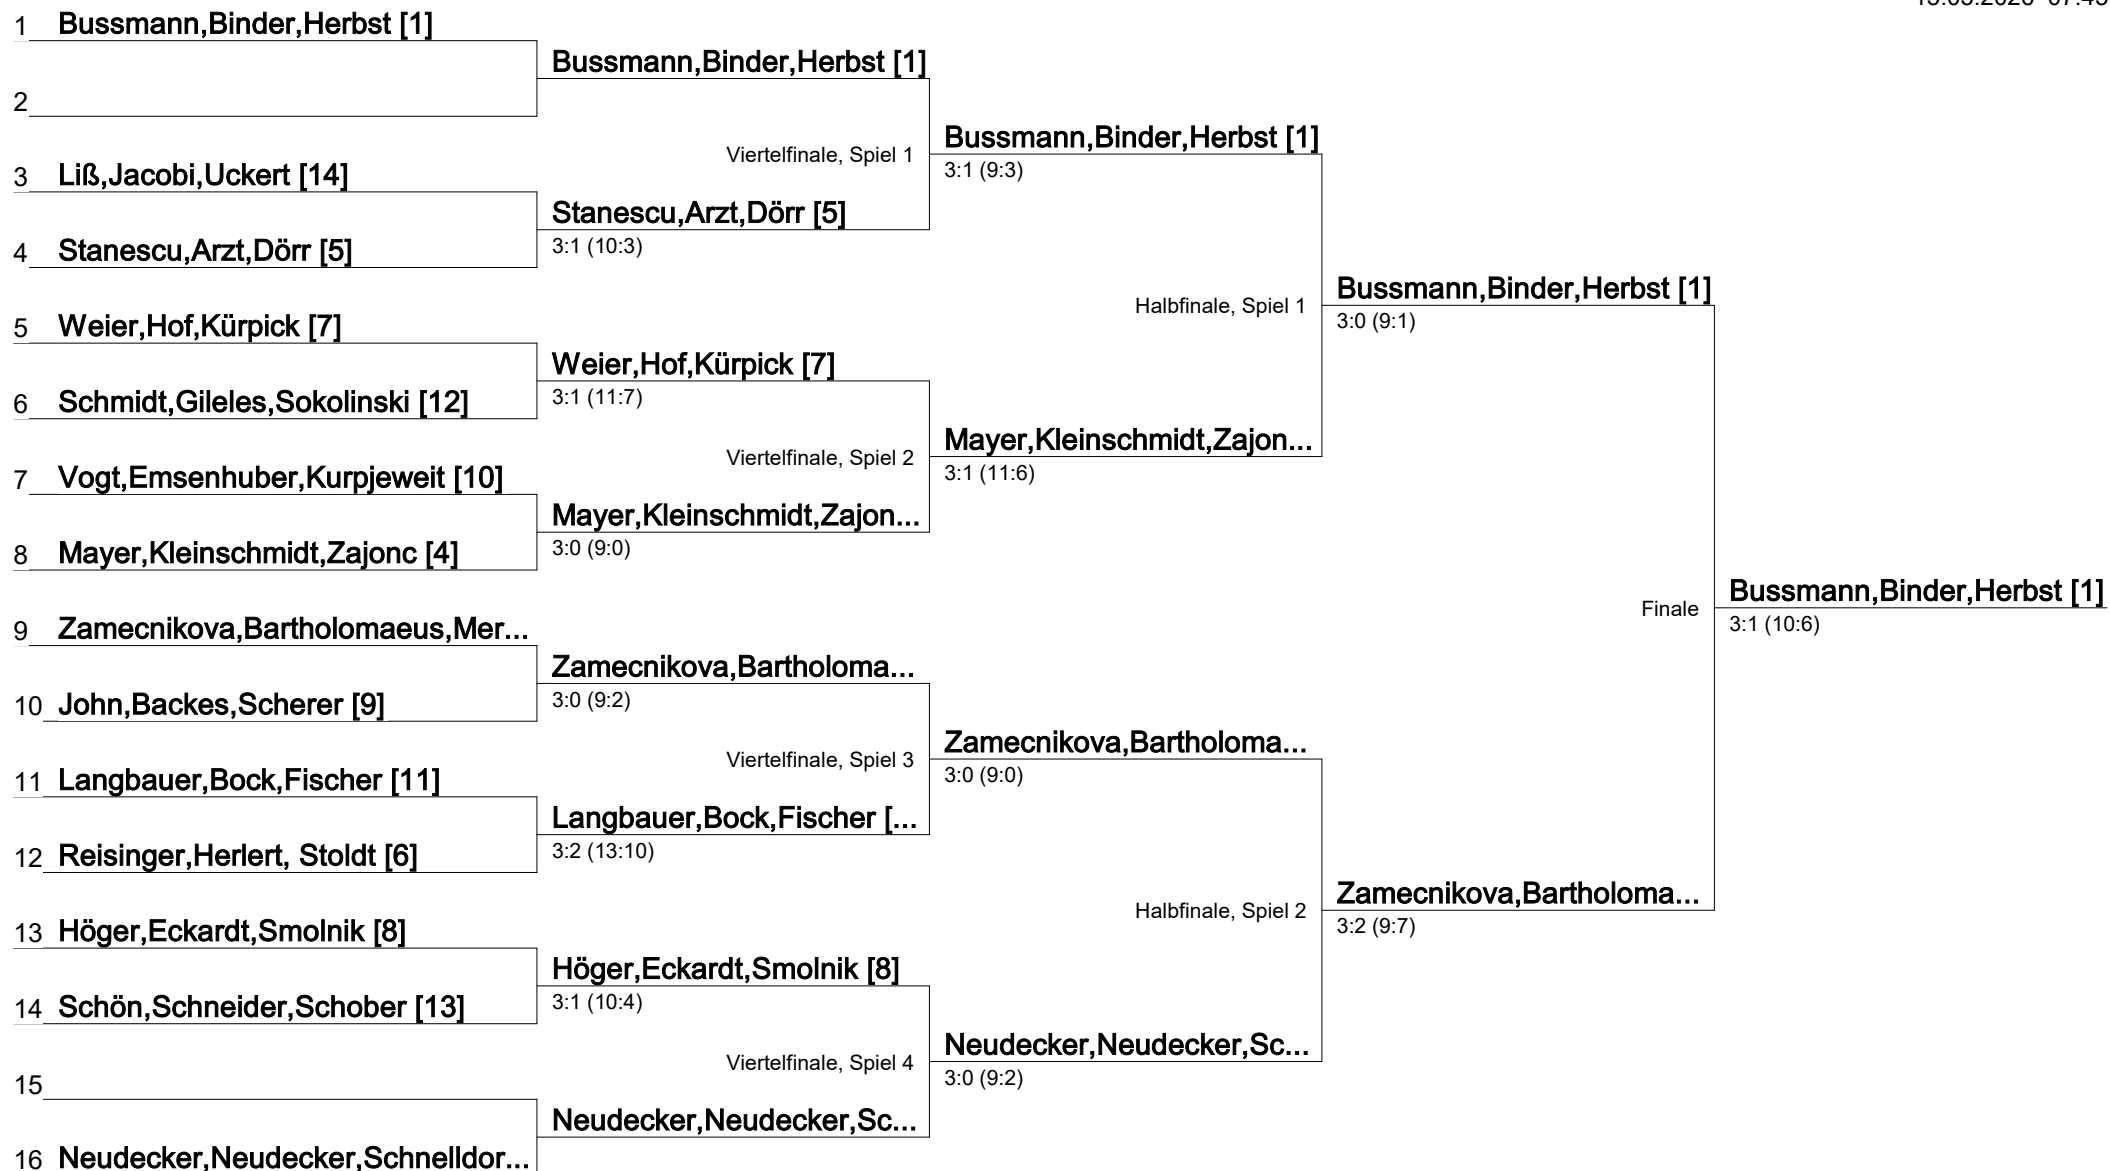 1 Bussmann,Binder,Herbst [1]
Bussmann,Binder,Herbst [1]
2
Bussmann,Binder,Herbst [1]
Viertelfinale, Spiel 1
3:1 (9:3)
3 Liß,Jacobi,Uckert [14]
Stanescu,Arzt,Dörr [5]
3:1 (10:3)
4 Stanescu,Arzt,Dörr [5]
Bussmann,Binder,Herbst [1]
Halbfinale, Spiel 1
3:0 (9:1)
5 Weier,Hof,Kürpick [7]
Weier,Hof,Kürpick [7]
3:1 (11:7)
6 Schmidt,Gileles,Sokolinski [12]
Mayer,Kleinschmidt,Zajon...
Viertelfinale, Spiel 2
3:1 (11:6)
7 Vogt,Emsenhuber,Kurpjeweit [10]
Mayer,Kleinschmidt,Zajon...
3:0 (9:0)
8 Mayer,Kleinschmidt,Zajonc [4]
Bussmann,Binder,Herbst [1]
Finale
3:1 (10:6)
9 Zamecnikova,Bartholomaeus,Mer...
Zamecnikova,Bartholoma...
3:0 (9:2)
10 John,Backes,Scherer [9]
Zamecnikova,Bartholoma...
Viertelfinale, Spiel 3
3:0 (9:0)
11 Langbauer,Bock,Fischer [11]
Langbauer,Bock,Fischer [...
3:2 (13:10)
12 Reisinger,Herlert, Stoldt [6]
Zamecnikova,Bartholoma...
Halbfinale, Spiel 2
3:2 (9:7)
13 Höger,Eckardt,Smolnik [8]
Höger,Eckardt,Smolnik [8]
3:1 (10:4)
14 Schön,Schneider,Schober [13]
Neudecker,Neudecker,Sc...
Viertelfinale, Spiel 4
3:0 (9:2)
15
Neudecker,Neudecker,Sc...
16 Neudecker,Neudecker,Schnelldor...